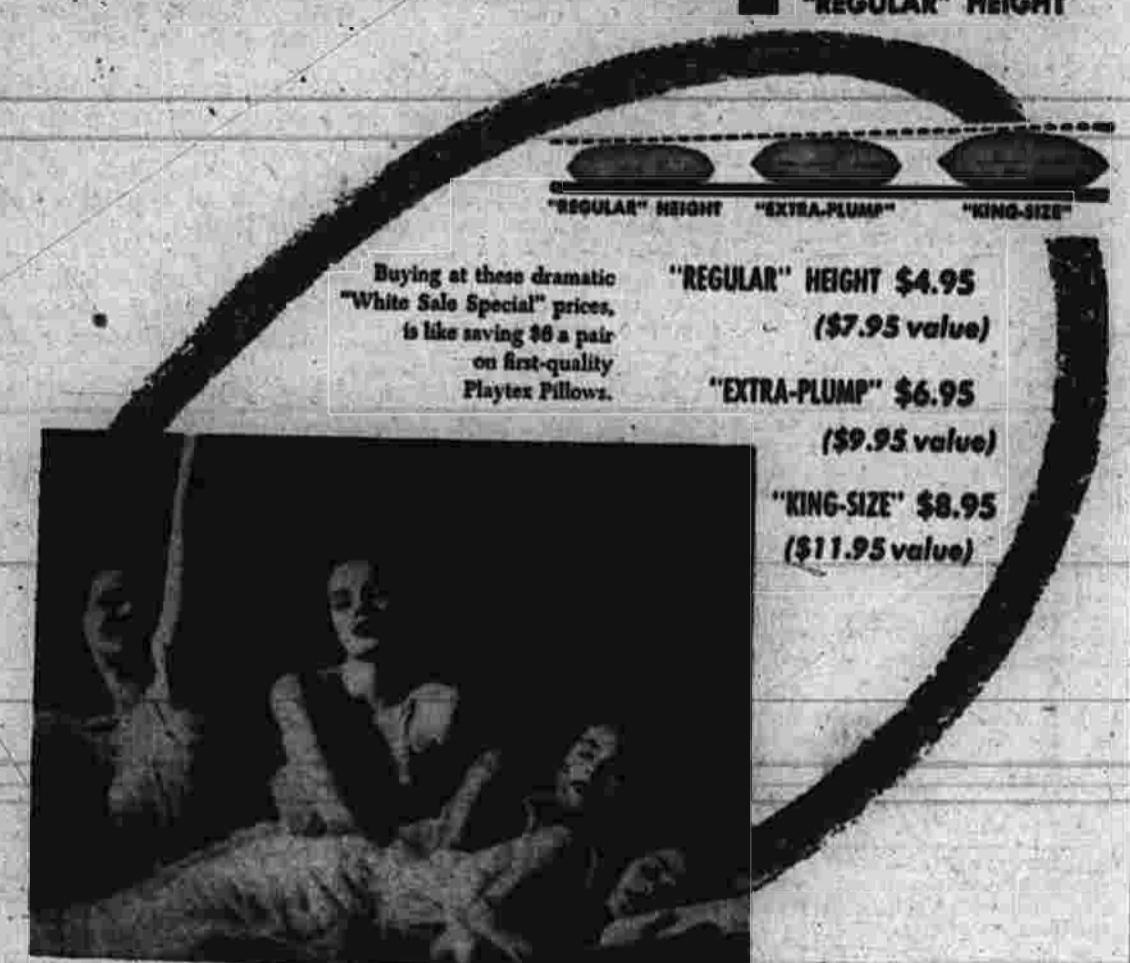 "REGULAR" HEIGHT
"REGULAR" HEIGHT "EXTRA-PLUMP" "KING-SIZE"
Buying at these dramatic
"White Sale Special" prices,
is like saving $6 a pair
on first-quality
Playtex Pillows.
"REGULAR" HEIGHT $4.95
($7.95 value)
"EXTRA-PLUMP" $6.95
($9.95 value)
"KING-SIZE" $8.95
($11.95 value)